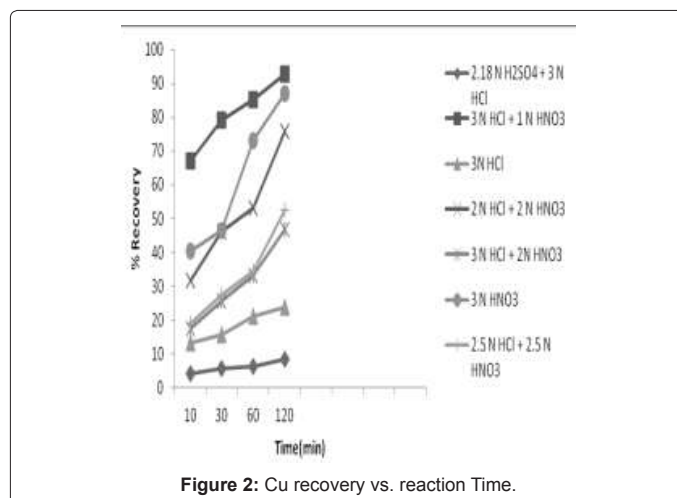 100
90
80
70
60
50
40
30
20
10
0
% Recovery
10 30 60 120
Time(min)
2.18 N H2SO4 + 3 N
HCl
3 N HCl + 1 N HNO3
3N HCl
2 N HCl + 2 N HNO3
3 N HCl + 2N HNO3
3N HNO3
2.5 N HCl + 2.5 N
HNO3
Figure 2: Cu recovery vs. reaction Time.